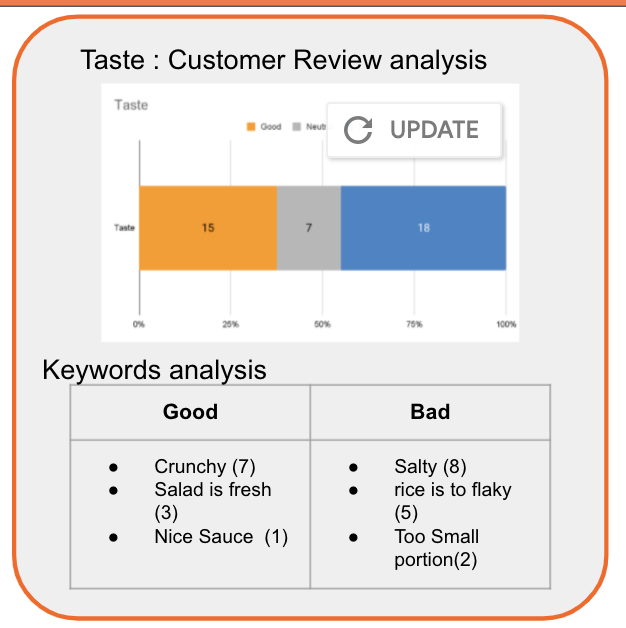 Taste : Customer Review analysis
Taste
Good Neut
UPDATE
Taste 15 7 18
0% 25% 50% 75% 100%
Keywords analysis
Good Bad
● Crunchy (7)
● Salad is fresh
(3)
● Nice Sauce (1)
● Salty (8)
● rice is to flaky
(5)
● Too Small
portion(2)